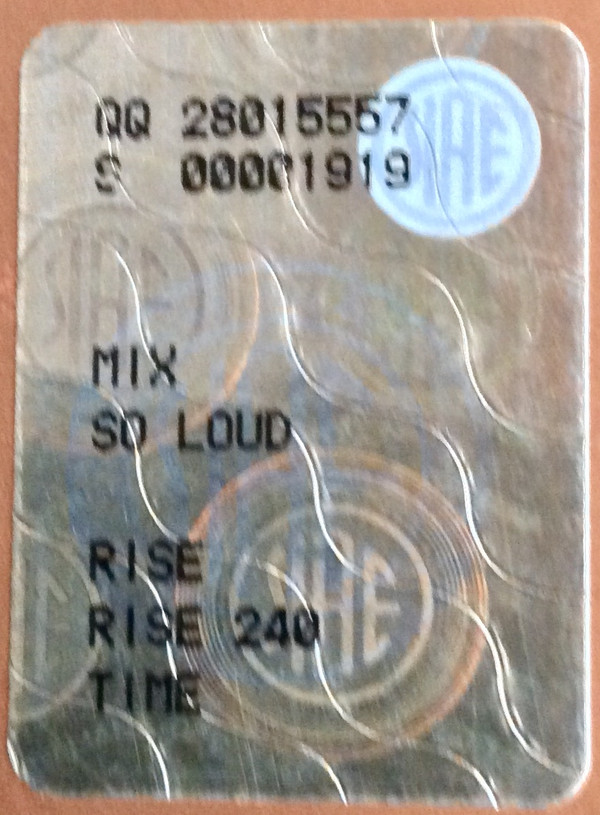 QQ 28015557
S 00001919
MIX
SO LOUD
RISE
RISE 240
TIME